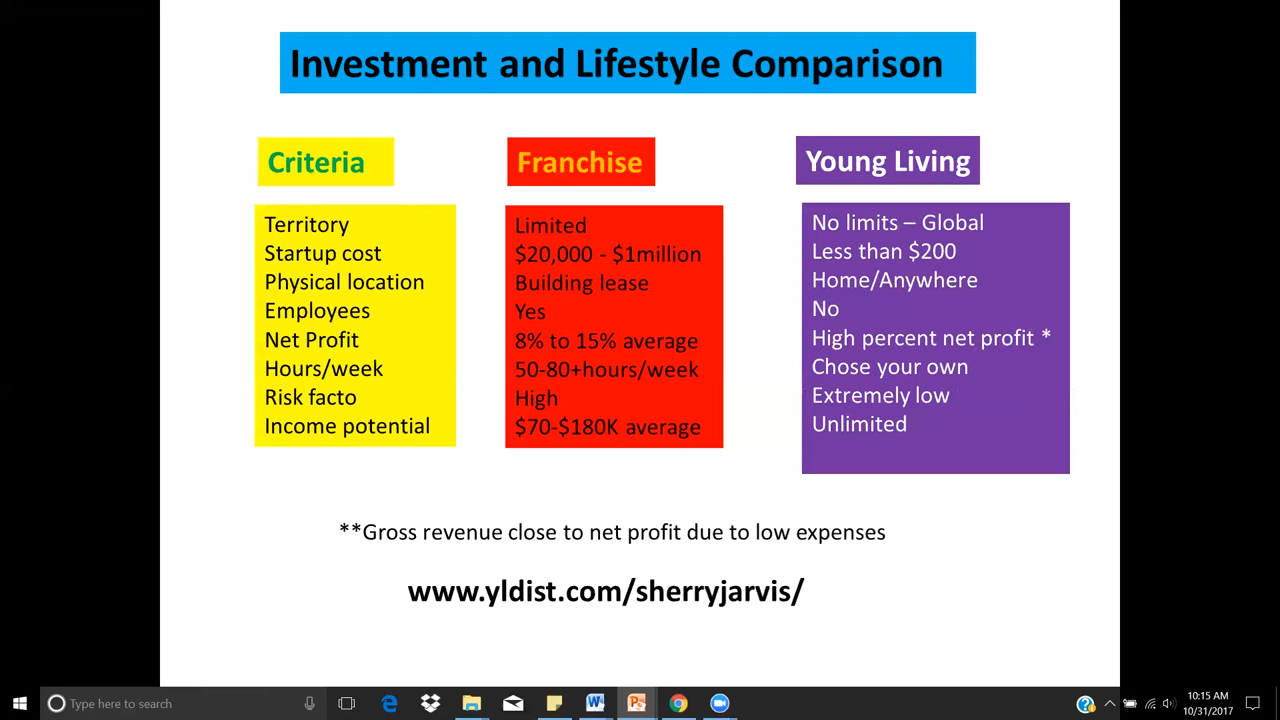 Investment and Lifestyle Comparison
Criteria
Territory
Startup cost
Physical location
Employees
Net Profit
Hours/week
Risk facto
Income potential
Franchise
Limited
$20,000 - $1million
Building lease
Yes
8% to 15% average
50-80+hours/week
High
$70-$180K average
Young Living
No limits – Global
Less than $200
Home/Anywhere
No
High percent net profit *
Chose your own
Extremely low
Unlimited
**Gross revenue close to net profit due to low expenses
www.yldist.com/sherryjarvis/
Type here to search
10:15 AM
10/31/2017